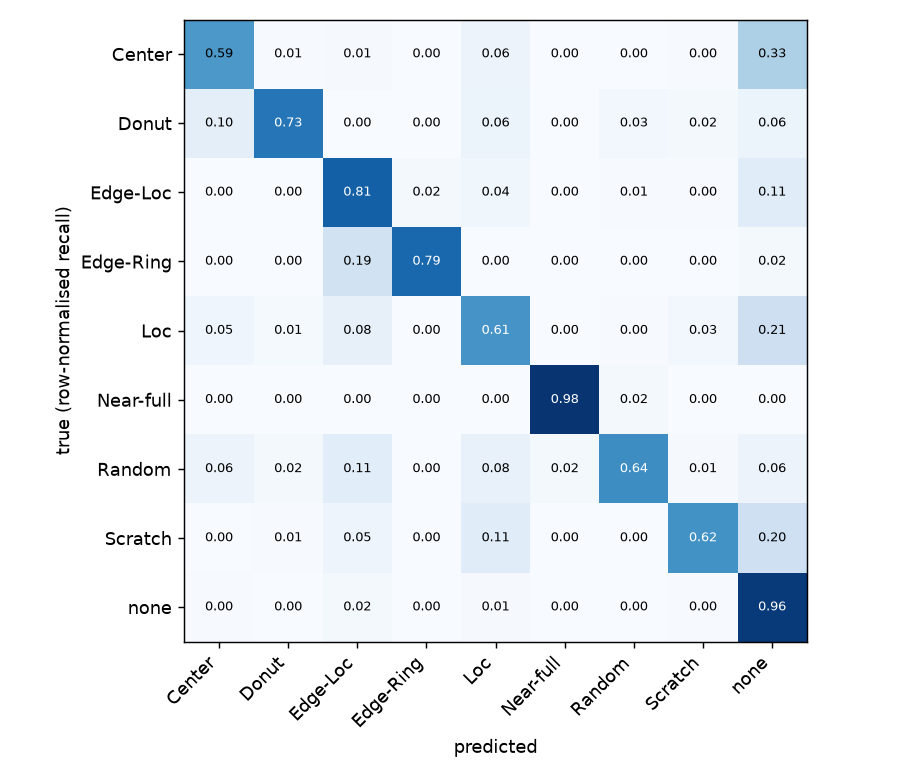 Center 0.59 0.01 0.01 0.00 0.06 0.00 0.00 0.00 0.33
Donut 0.10 0.73 0.00 0.00 0.06 0.00 0.03 0.02 0.06
Edge-Loc 0.00 0.00 0.81 0.02 0.04 0.00 0.01 0.00 0.11
Edge-Ring 0.00 0.00 0.19 0.79 0.00 0.00 0.00 0.00 0.02
Loc 0.05 0.01 0.08 0.00 0.61 0.00 0.00 0.03 0.21
Near-full 0.00 0.00 0.00 0.00 0.00 0.98 0.02 0.00 0.00
Random 0.06 0.02 0.11 0.00 0.08 0.02 0.64 0.01 0.06
Scratch 0.00 0.01 0.05 0.00 0.11 0.00 0.00 0.62 0.20
none 0.00 0.00 0.02 0.00 0.01 0.00 0.00 0.00 0.96
true (row-normalised recall)
Center Donut Edge-Loc Edge-Ring Loc Near-full Random Scratch none
predicted